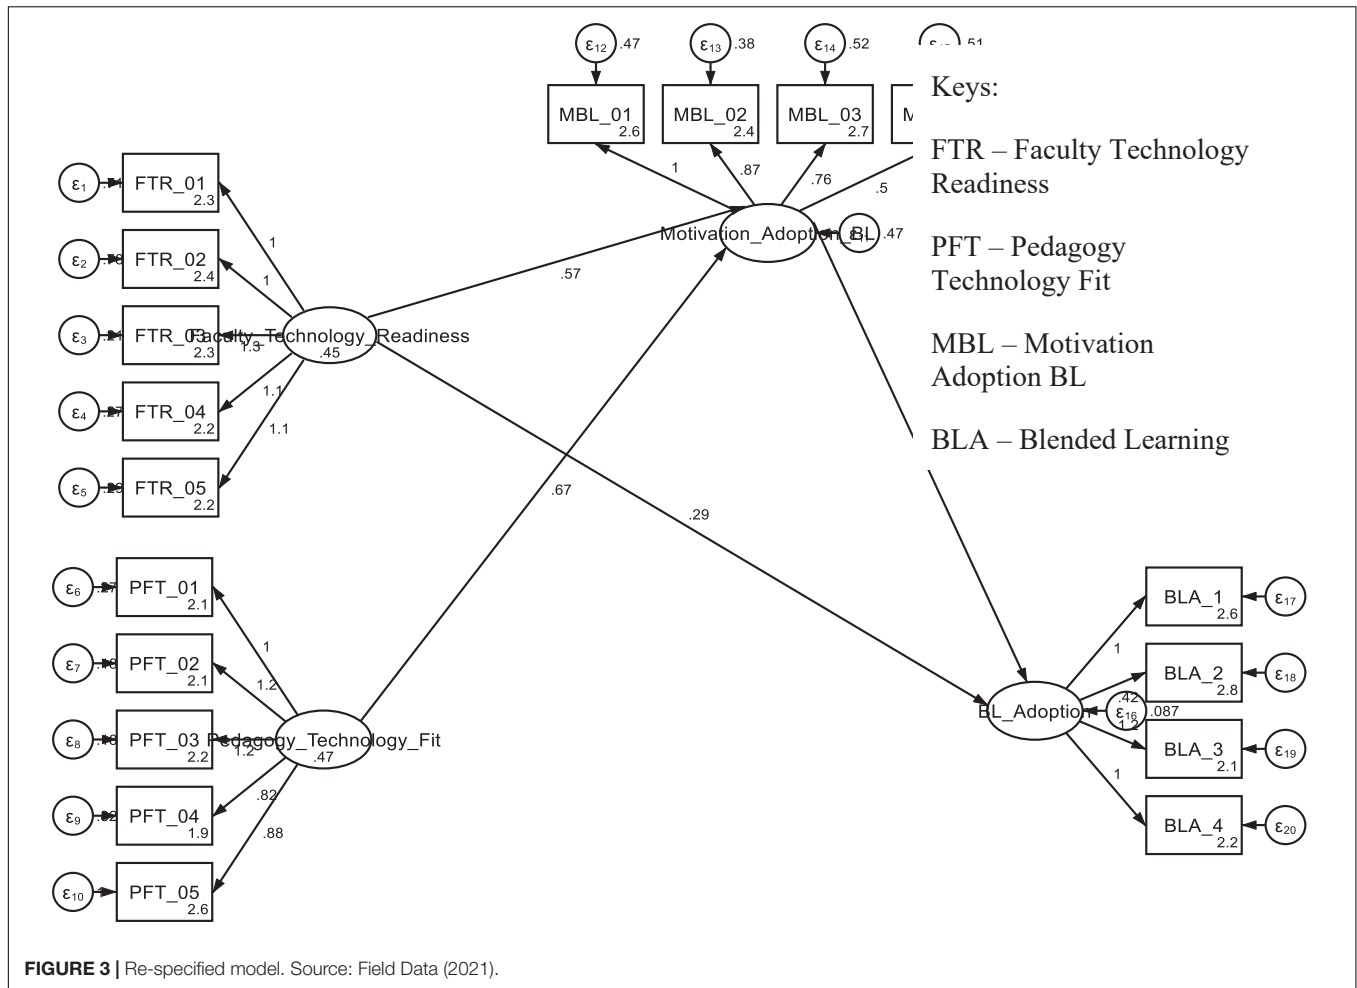 ε12 .47
ε13 .38
ε14 .52
.51
MBL_01 2.6
MBL_02 2.4
MBL_03 2.7
M
Keys:
FTR – Faculty Technology
Readiness
PFT – Pedagogy
Technology Fit
MBL – Motivation
Adoption BL
BLA – Blended Learning
1
.87
.76
.5
Motivation_Adoption_BL
.47
ε1
FTR_01 2.3
ε2
FTR_02 2.4
ε3
FTR_03 2.3
ε4
FTR_04 2.2
ε5
FTR_05 2.2
1
1
1.3
1.1
1.1
Faculty_Technology_Readiness
.45
.57
.67
.29
ε6
PFT_01 2.1
ε7
PFT_02 2.1
ε8
PFT_03 2.2
ε9
PFT_04 1.9
ε10
PFT_05 2.6
1
1.2
1.2
.82
.88
Pedagogy_Technology_Fit
.47
BL_Adoption
ε16 .087
1
.42
1.2
1
BLA_1 2.6
ε17
BLA_2 2.8
ε18
BLA_3 2.1
ε19
BLA_4 2.2
ε20
FIGURE 3 | Re-specified model. Source: Field Data (2021).